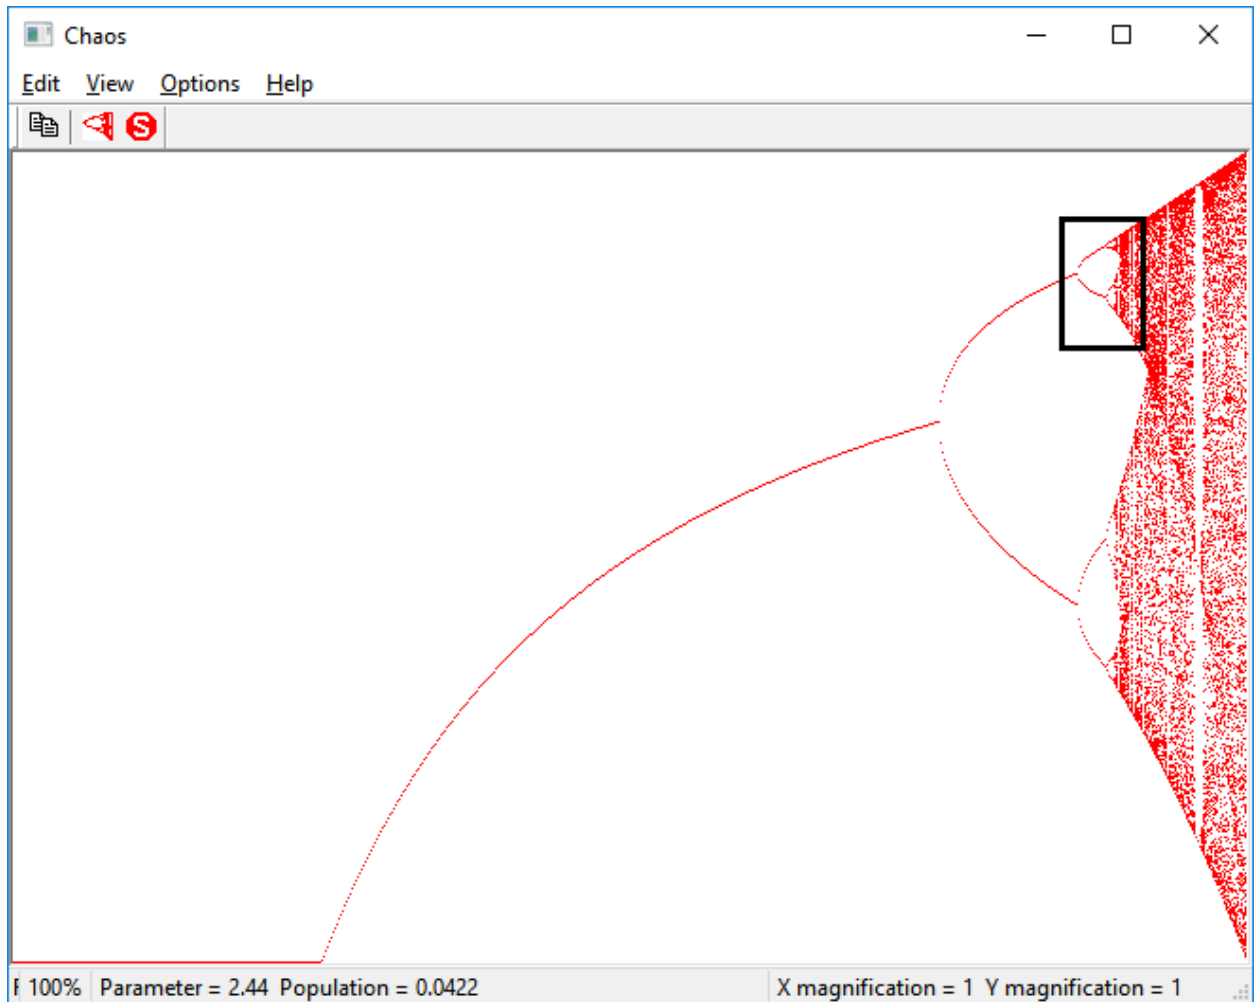 Chaos
Edit View Options Help
S
100% Parameter = 2.44 Population = 0.0422 X magnification = 1 Y magnification = 1